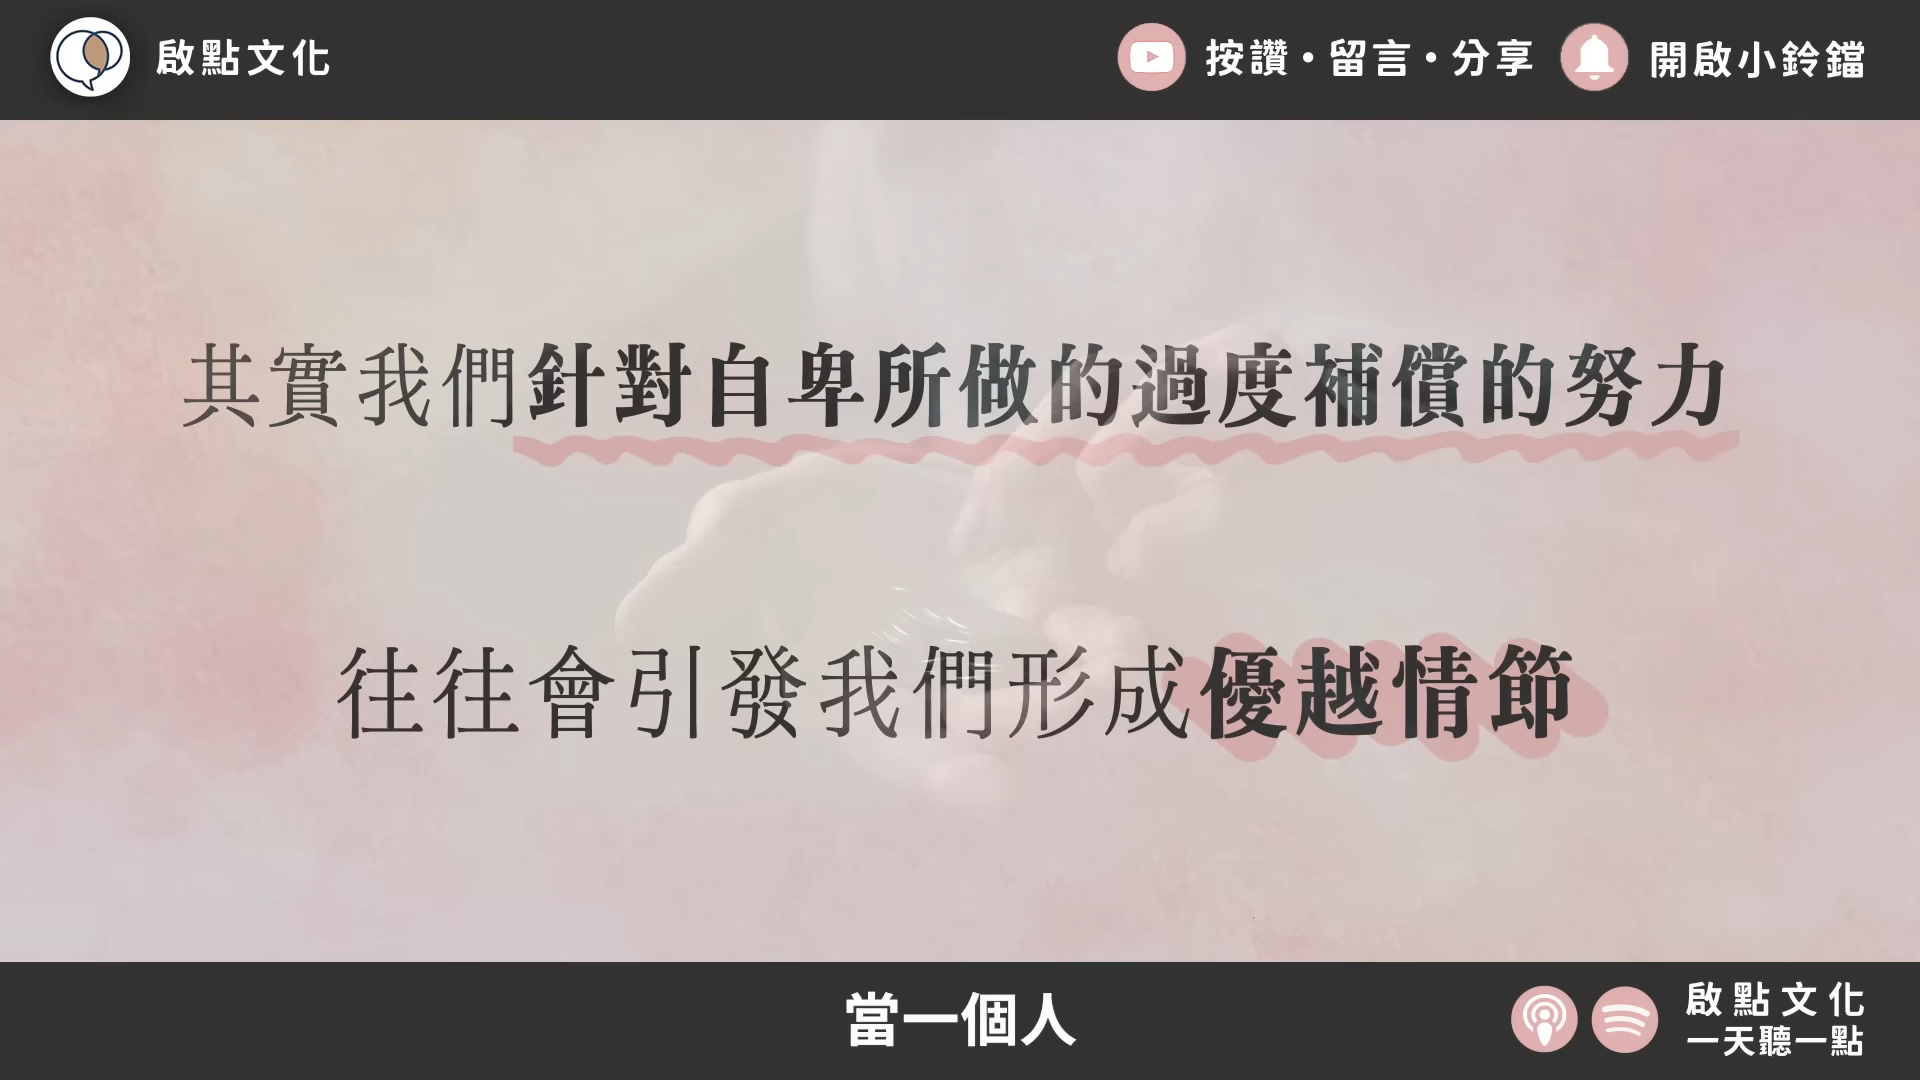 啟點文化
按讚・留言・分享
開啟小鈴鐺
其實我們針對自卑所做的過度補償的努力
往往會引發我們形成優越情節
當一個人
啟點文化
一天聽一點